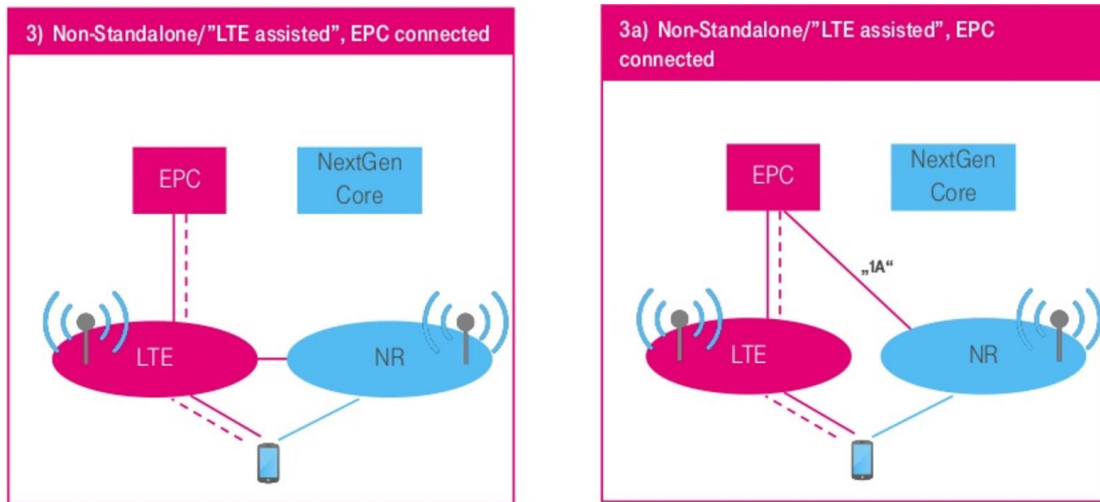 3) Non-Standalone/”LTE assisted”, EPC connected
EPC
NextGen
Core
LTE
NR
3a) Non-Standalone/”LTE assisted”, EPC
connected
EPC
NextGen
Core
„1A“
LTE
NR